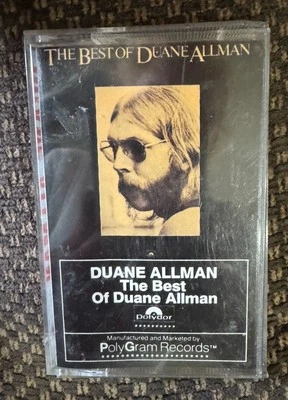 THE BEST OF DUANE ALLMAN
DUANE ALLMAN
The Best
Of Duane Allman
Polydor
Manufactured and Marketed by
PolyGram Records™